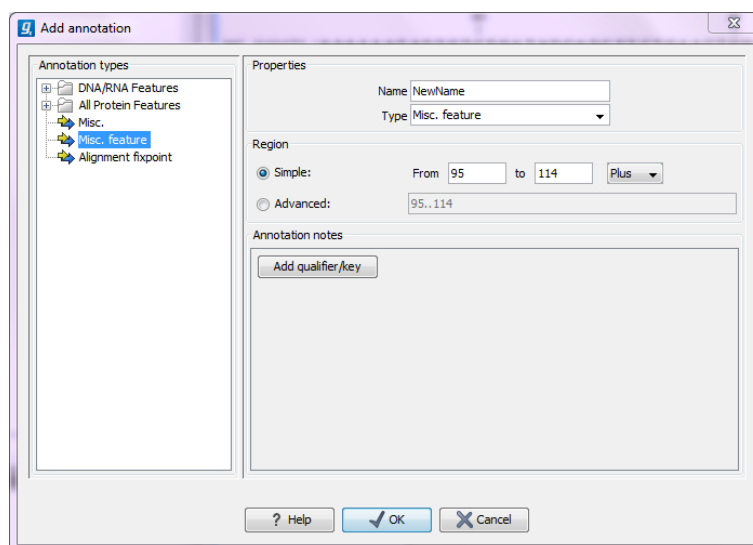 Add annotation
Annotation types
DNA/RNA Features
All Protein Features
Misc.
Misc. feature
Alignment fixpoint
Properties
Name NewName
Type Misc. feature
Region
Simple: From 95 to 114 Plus
Advanced: 95..114
Annotation notes
Add qualifier/key
? Help OK Cancel